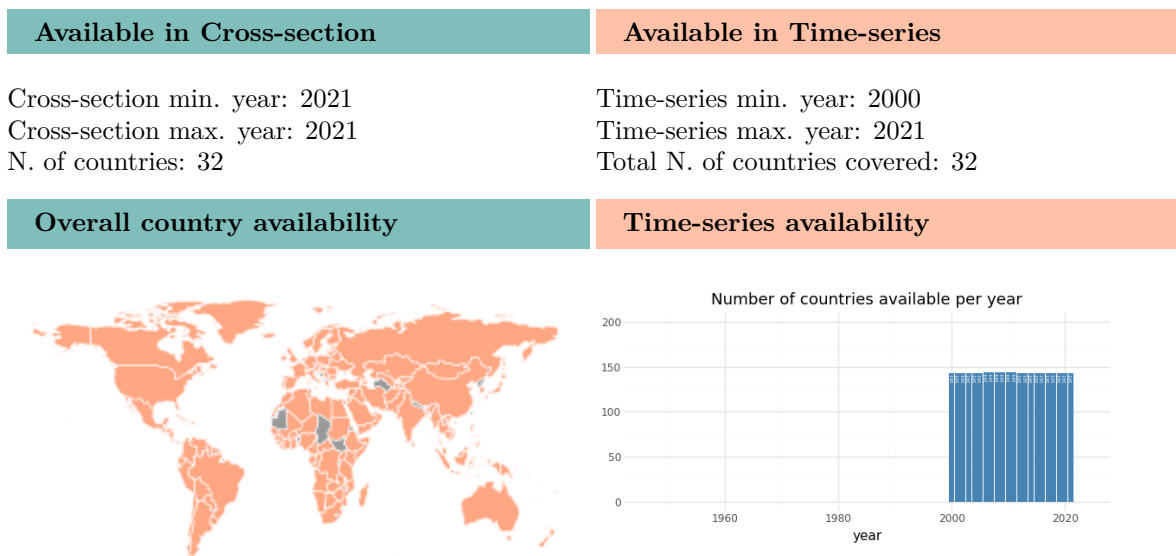 Available in Cross-section
Available in Time-series
Cross-section min. year: 2021
Cross-section max. year: 2021
N. of countries: 32
Time-series min. year: 2000
Time-series max. year: 2021
Total N. of countries covered: 32
Overall country availability
Time-series availability
Number of countries available per year
200
150
100
50
0
1960
1980
2000
2020
year